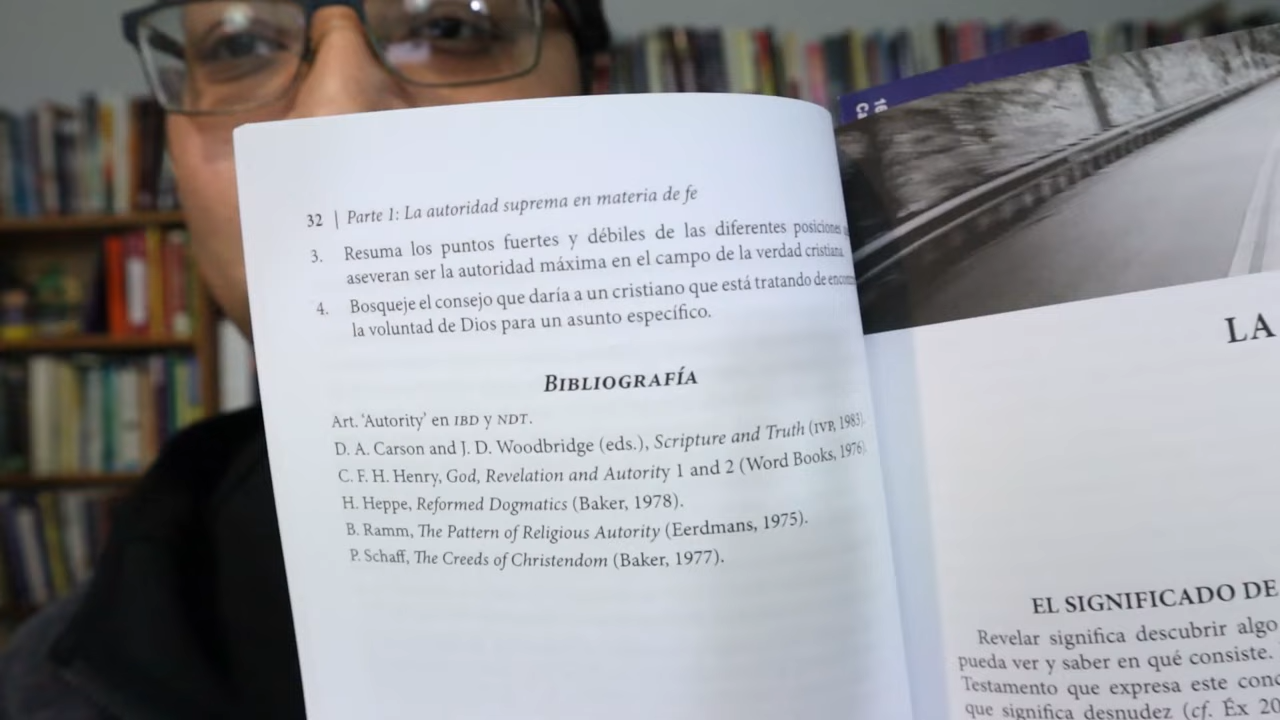 32 | Parte 1: La autoridad suprema en materia de fe
3. Resuma los puntos fuertes y débiles de las diferentes posiciones
aseveran ser la autoridad máxima en el campo de la verdad cristiana
4. Bosqueje el consejo que daría a un cristiano que está tratando de
la voluntad de Dios para un asunto específico.
BIBLIOGRAFÍA
Art. 'Autority' en IBD y NDT.
D. A. Carson and J. D. Woodbridge (eds.), Scripture and Truth (IVP, 1983).
C. F. H. Henry, God, Revelation and Autority 1 and 2 (Word Books, 1976).
H. Heppe, Reformed Dogmatics (Baker, 1978).
B. Ramm, The Pattern of Religious Autority (Eerdmans, 1975).
P. Schaff, The Creeds of Christendom (Baker, 1977).
16
LA
EL SIGNIFICADO DE
Revelar significa descubrir algo
pueda ver y saber en qué consiste.
Testamento que expresa este
que significa desnudez (cf. Éx 20